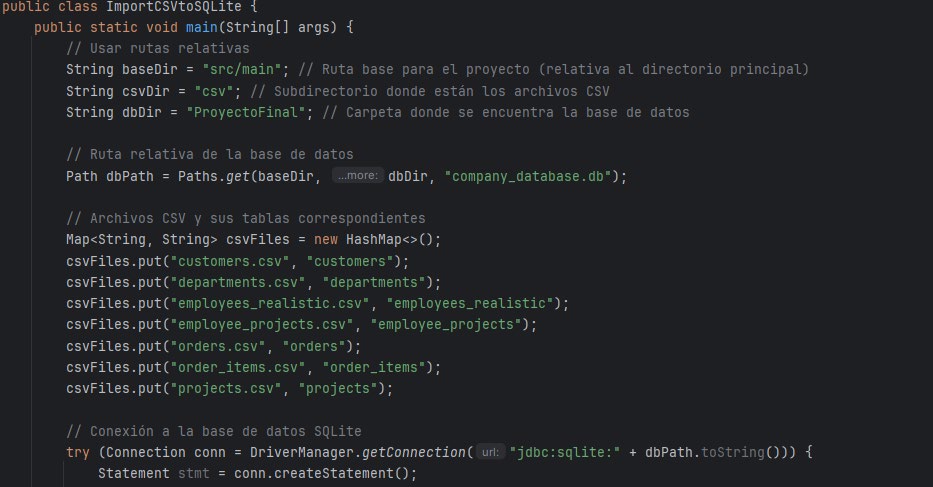 public class ImportCSVtoSQLite {
public static void main(String[] args) {
// Usar rutas relativas
String baseDir = "src/main"; // Ruta base para el proyecto (relativa al directorio principal)
String csvDir = "csv"; // Subdirectorio donde están los archivos CSV
String dbDir = "ProyectoFinal"; // Carpeta donde se encuentra la base de datos
// Ruta relativa de la base de datos
Path dbPath = Paths.get(baseDir, ...more: dbDir, "company_database.db");
// Archivos CSV y sus tablas correspondientes
Map<String, String> csvFiles = new HashMap<>();
csvFiles.put("customers.csv", "customers");
csvFiles.put("departments.csv", "departments");
csvFiles.put("employees_realistic.csv", "employees_realistic");
csvFiles.put("employee_projects.csv", "employee_projects");
csvFiles.put("orders.csv", "orders");
csvFiles.put("order_items.csv", "order_items");
csvFiles.put("projects.csv", "projects");
// Conexión a la base de datos SQLite
try (Connection conn = DriverManager.getConnection( url: "jdbc:sqlite:" + dbPath.toString())) {
Statement stmt = conn.createStatement();